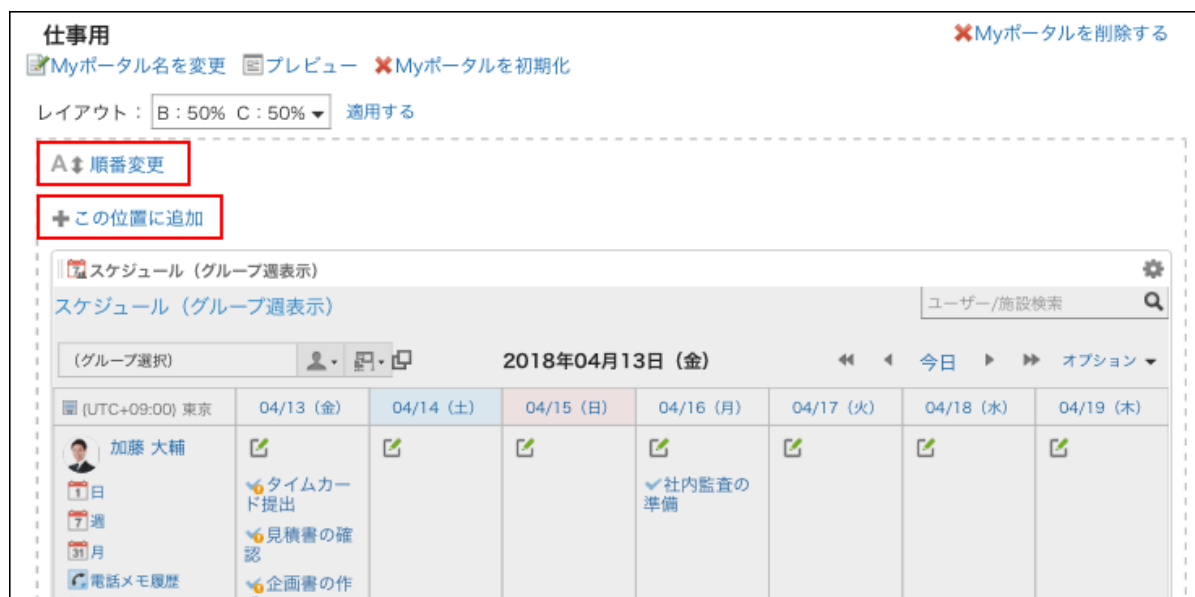 仕事用
Myポータルを削除する
Myポータル名を変更 プレビュー Myポータルを初期化
レイアウト： B：50% C：50% 適用する
A 順番変更
この位置に追加
スケジュール（グループ週表示）
スケジュール（グループ週表示）
ユーザー/施設検索
（グループ選択） 2018年04月13日（金） 今日 オプション
(UTC+09:00) 東京 04/13（金） 04/14（土） 04/15（日） 04/16（月） 04/17（火） 04/18（水） 04/19（木）
加藤 大輔
1 日
7 週
31 月
電話メモ履歴
タイムカー
ド提出
見積書の確
認
企画書の作
社内監査の
準備